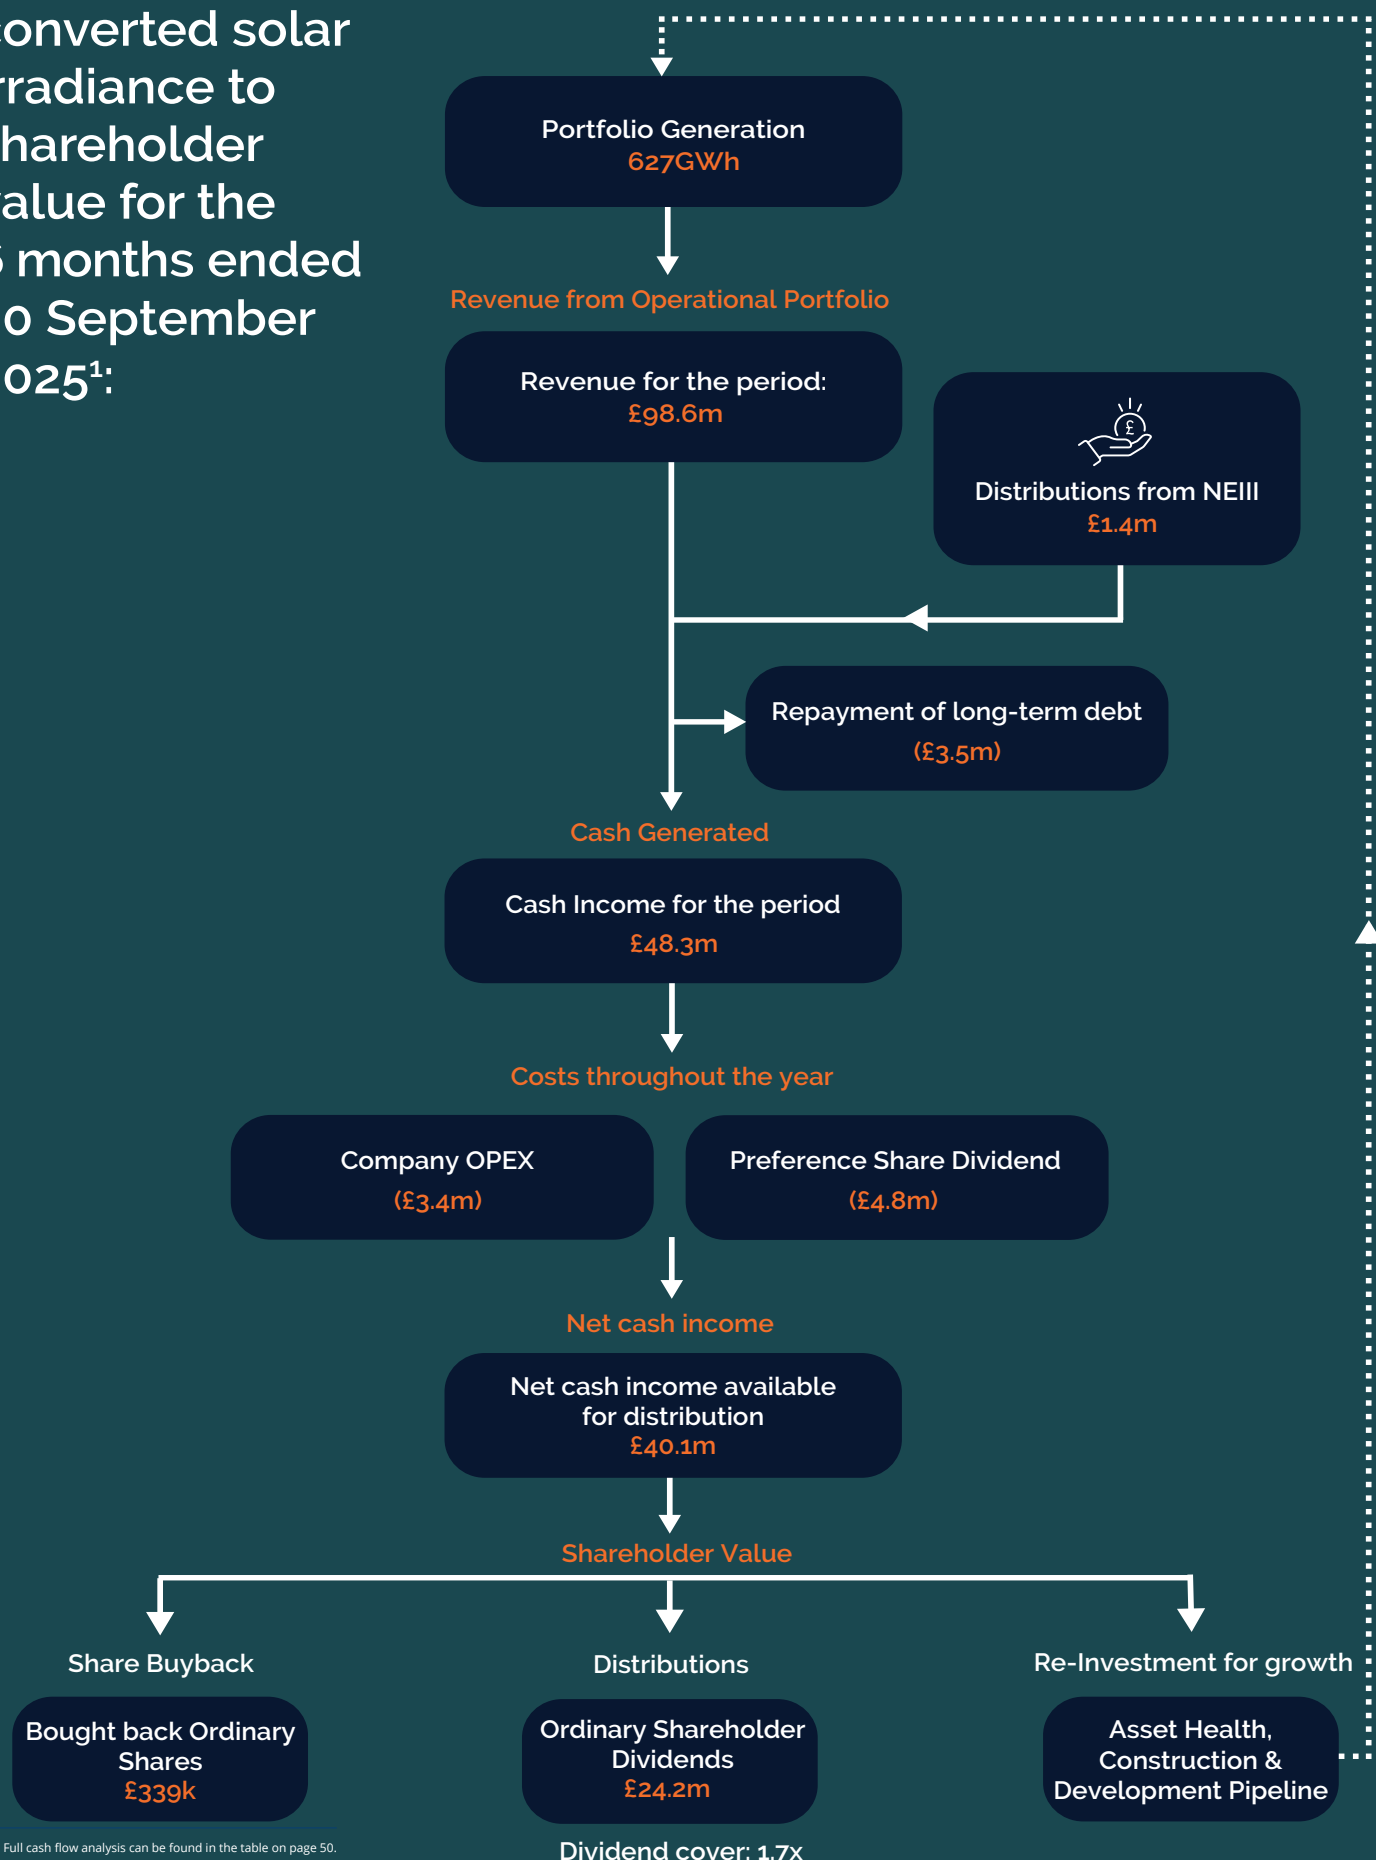 converted solar
rradiance to
hareholder
value for the
6 months ended
0 September
025¹:
Portfolio Generation
627GWh
Revenue from Operational Portfolio
Revenue for the period:
£98.6m
£
Distributions from NEIII
£1.4m
Repayment of long-term debt
(£3.5m)
Cash Generated
Cash Income for the period
£48.3m
Costs throughout the year
Company OPEX
(£3.4m)
Preference Share Dividend
(£4.8m)
Net cash income
Net cash income available
for distribution
£40.1m
Shareholder Value
Share Buyback
Bought back Ordinary
Shares
£339k
Distributions
Ordinary Shareholder
Dividends
£24.2m
Dividend cover: 1.7x
Re-Investment for growth
Asset Health,
Construction &
Development Pipeline
Full cash flow analysis can be found in the table on page 50.